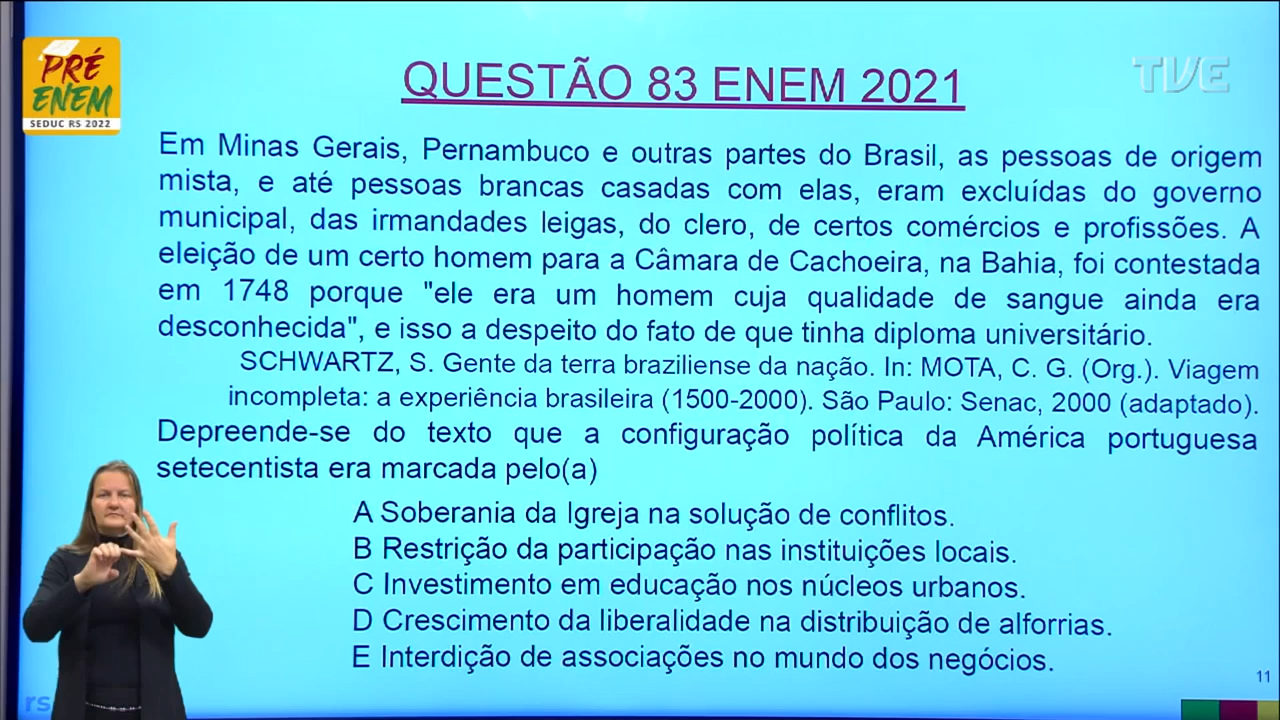 PRÉ
ENEM
SEDUC RS 2022
TVE
QUESTÃO 83 ENEM 2021
Em Minas Gerais, Pernambuco e outras partes do Brasil, as pessoas de origem
mista, e até pessoas brancas casadas com elas, eram excluídas do governo
municipal, das irmandades leigas, do clero, de certos comércios e profissões. A
eleição de um certo homem para a Câmara de Cachoeira, na Bahia, foi contestada
em 1748 porque "ele era um homem cuja qualidade de sangue ainda era
desconhecida", e isso a despeito do fato de que tinha diploma universitário.
SCHWARTZ, S. Gente da terra braziliense da nação. In: MOTA, C. G. (Org.). Viagem
incompleta: a experiência brasileira (1500-2000). São Paulo: Senac, 2000 (adaptado).
Depreende-se do texto que a configuração política da América portuguesa
setecentista era marcada pelo(a)
A Soberania da Igreja na solução de conflitos.
B Restrição da participação nas instituições locais.
C Investimento em educação nos núcleos urbanos.
D Crescimento da liberalidade na distribuição de alforrias.
E Interdição de associações no mundo dos negócios.
11
rs